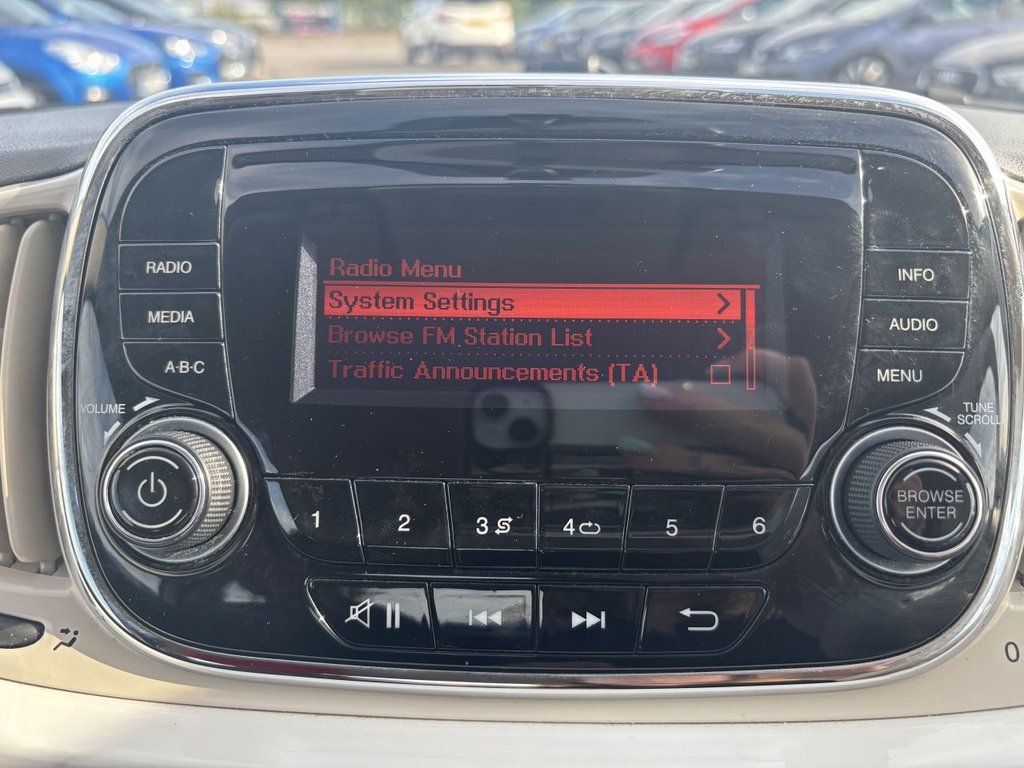 Radio Menu
System Settings
Browse FM Station List
Traffic Announcements (TA)
RADIO
MEDIA
A·B·C
VOLUME
INFO
AUDIO
MENU
TUNE
SCROLL
BROWSE
ENTER
1 2 3 4 5 6
0